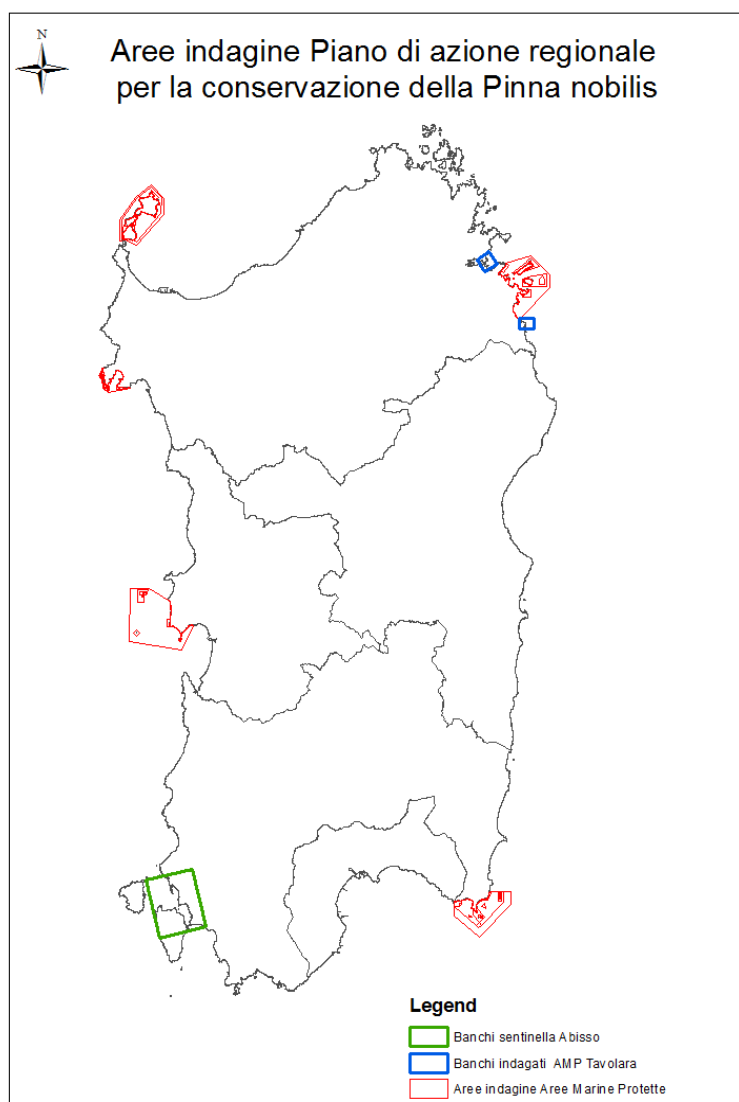 N
Aree indagine Piano di azione regionale
per la conservazione della Pinna nobilis
Legend
Banchi sentinella Abisso
Banchi indagati AMP Tavolara
Aree indagine Aree Marine Protette